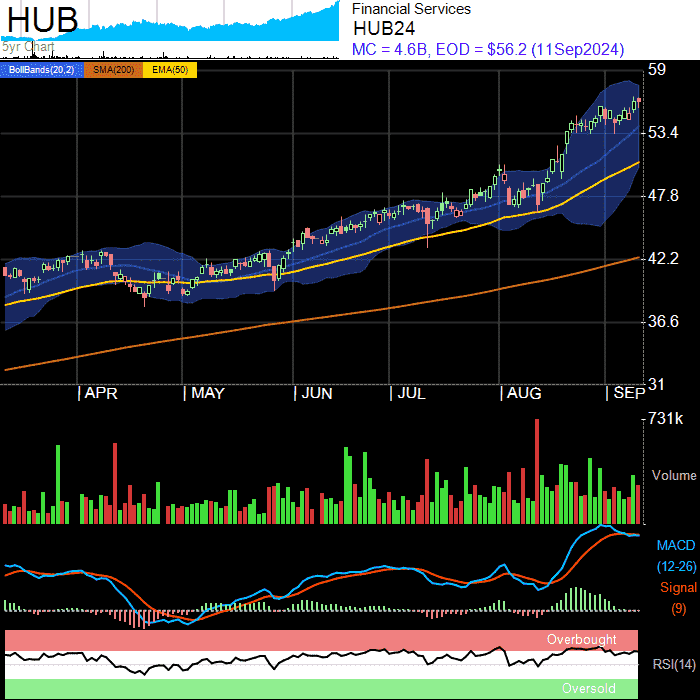 HUB
5yr Chart
Financial Services
HUB24
MC = 4.6B, EOD = $56.2 (11Sep2024)
BollBands(20,2) SMA(200) EMA(50)
59
53.4
47.8
42.2
36.6
31
APR MAY JUN JUL AUG SEP
731k
Volume
MACD
(12-26)
Signal
(9)
Overbought
RSI(14)
Oversold